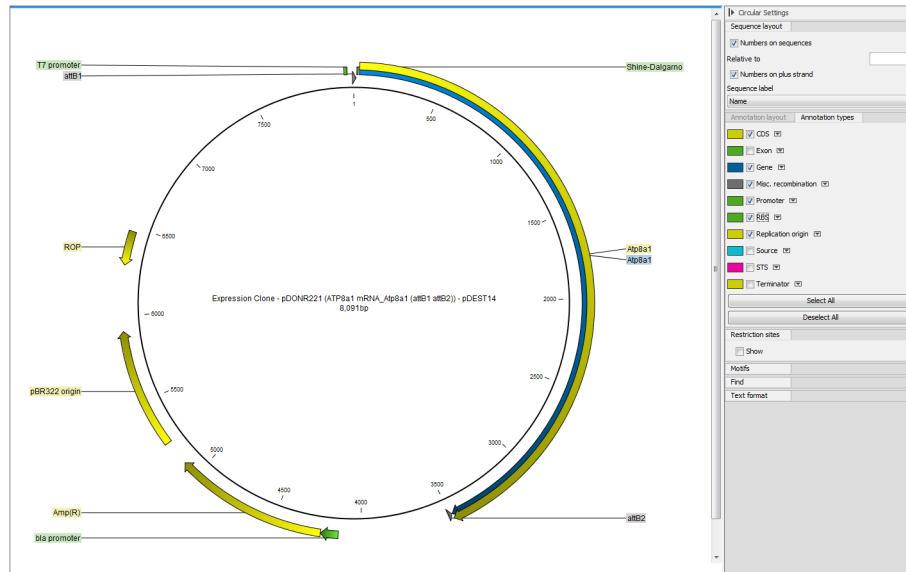 T7 promoter
attB1
Shine-Dalgarno
1
500
1000
1500
2000
2500
3000
3500
4000
4500
5000
5500
6000
6500
7000
7500
Atp8a1
Atp8a1
ROP
Expression Clone - pDONR221 (ATP8a1 mRNA_Atp8a1 (attB1 attB2)) - pDEST14
8,091bp
pBR322 origin
Amp(R)
bla promoter
attB2
Circular Settings
Sequence layout
Numbers on sequences
Relative to
Numbers on plus strand
Sequence label
Name
Annotation layout Annotation types
CDS
Exon
Gene
Misc. recombination
Promoter
RBS
Replication origin
Source
STS
Terminator
Select All
Deselect All
Restriction sites
Show
Motifs
Find
Text format